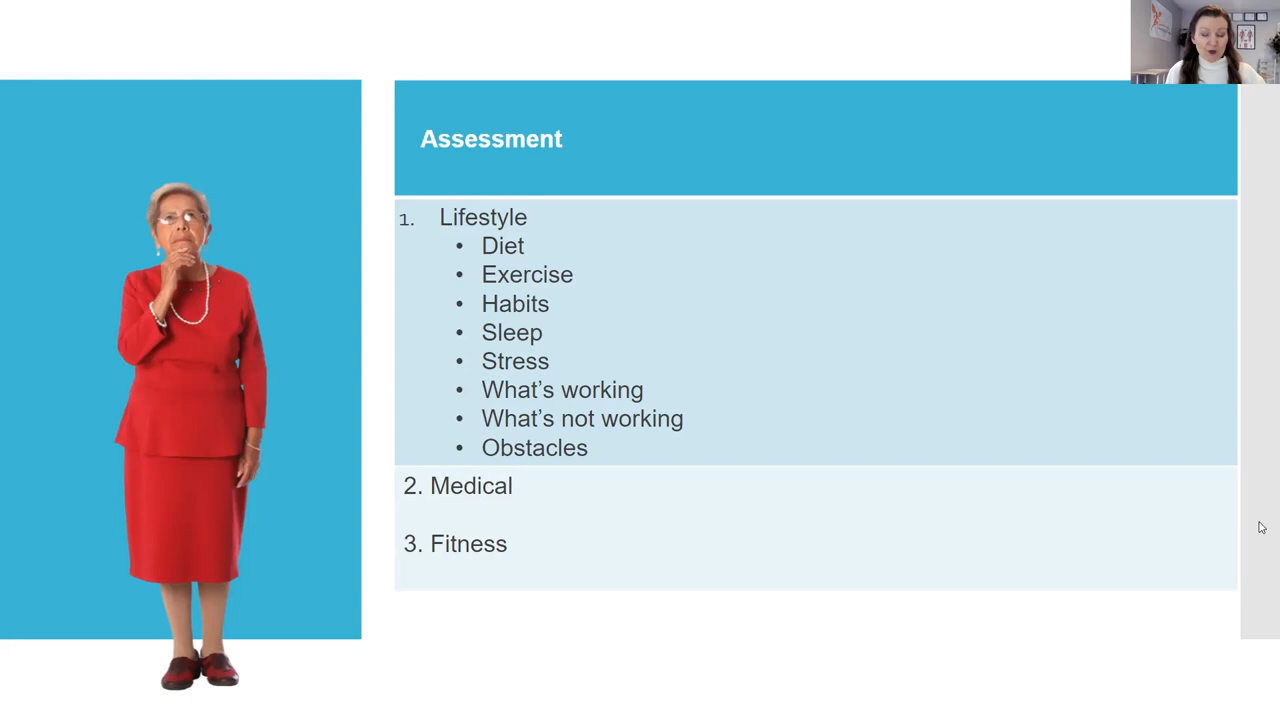 Assessment
1. Lifestyle
• Diet
• Exercise
• Habits
• Sleep
• Stress
• What’s working
• What’s not working
• Obstacles
2. Medical
3. Fitness